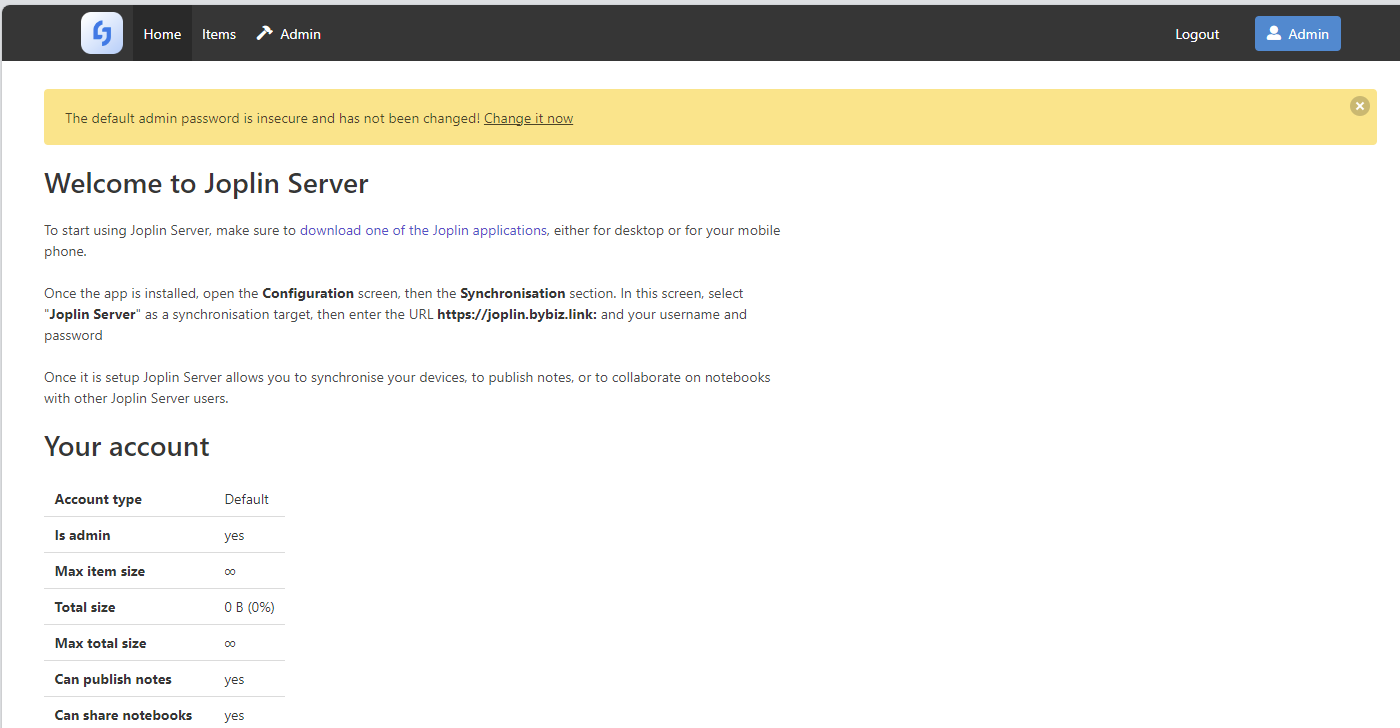 Home Items Admin Logout Admin
The default admin password is insecure and has not been changed! Change it now
Welcome to Joplin Server
To start using Joplin Server, make sure to download one of the Joplin applications, either for desktop or for your mobile
phone.
Once the app is installed, open the Configuration screen, then the Synchronisation section. In this screen, select
"Joplin Server" as a synchronisation target, then enter the URL https://joplin.bybiz.link: and your username and
password
Once it is setup Joplin Server allows you to synchronise your devices, to publish notes, or to collaborate on notebooks
with other Joplin Server users.
Your account
Account type Default
Is admin yes
Max item size ∞
Total size 0 B (0%)
Max total size ∞
Can publish notes yes
Can share notebooks yes